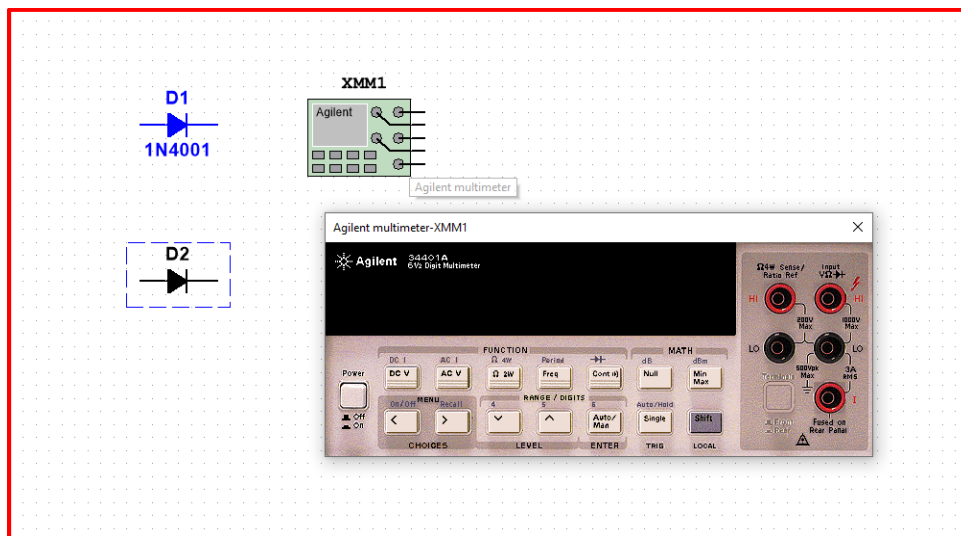 XMM1
D1
Agilent
1N4001
Agilent multimeter
Agilent multimeter-XMM1
D2
Agilent 34401A
6½ Digit Multimeter
Ω4W Sense/
Ratio Ref
Input
VΩ
HI
HI
200V
Max
1000V
Max
LO
LO
500Vpk
Max
3A
RMS
Terminals
I
Front
Rear
Fused on
Rear Panel
FUNCTION
MATH
DC I
AC I
Ω 4W
Period
dB
dBm
Power
DC V
AC V
Ω 2W
Freq
Cont
Null
Min
Max
MENU
RANGE / DIGITS
On/Off
Recall
4
5
6
Auto/Hold
Off
On
<
>
Auto/
Man
Single
Shift
CHOICES
LEVEL
ENTER
TRIG
LOCAL